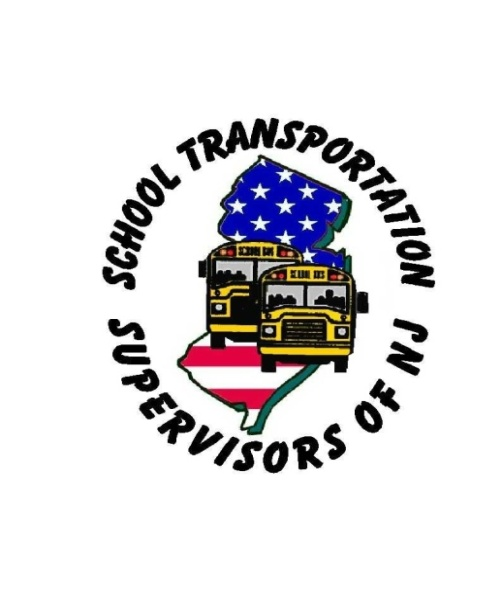 SCHOOL TRANSPORTATION
SUPERVISORS OF NJ
SCHOOL BUS
SCHOOL BUS